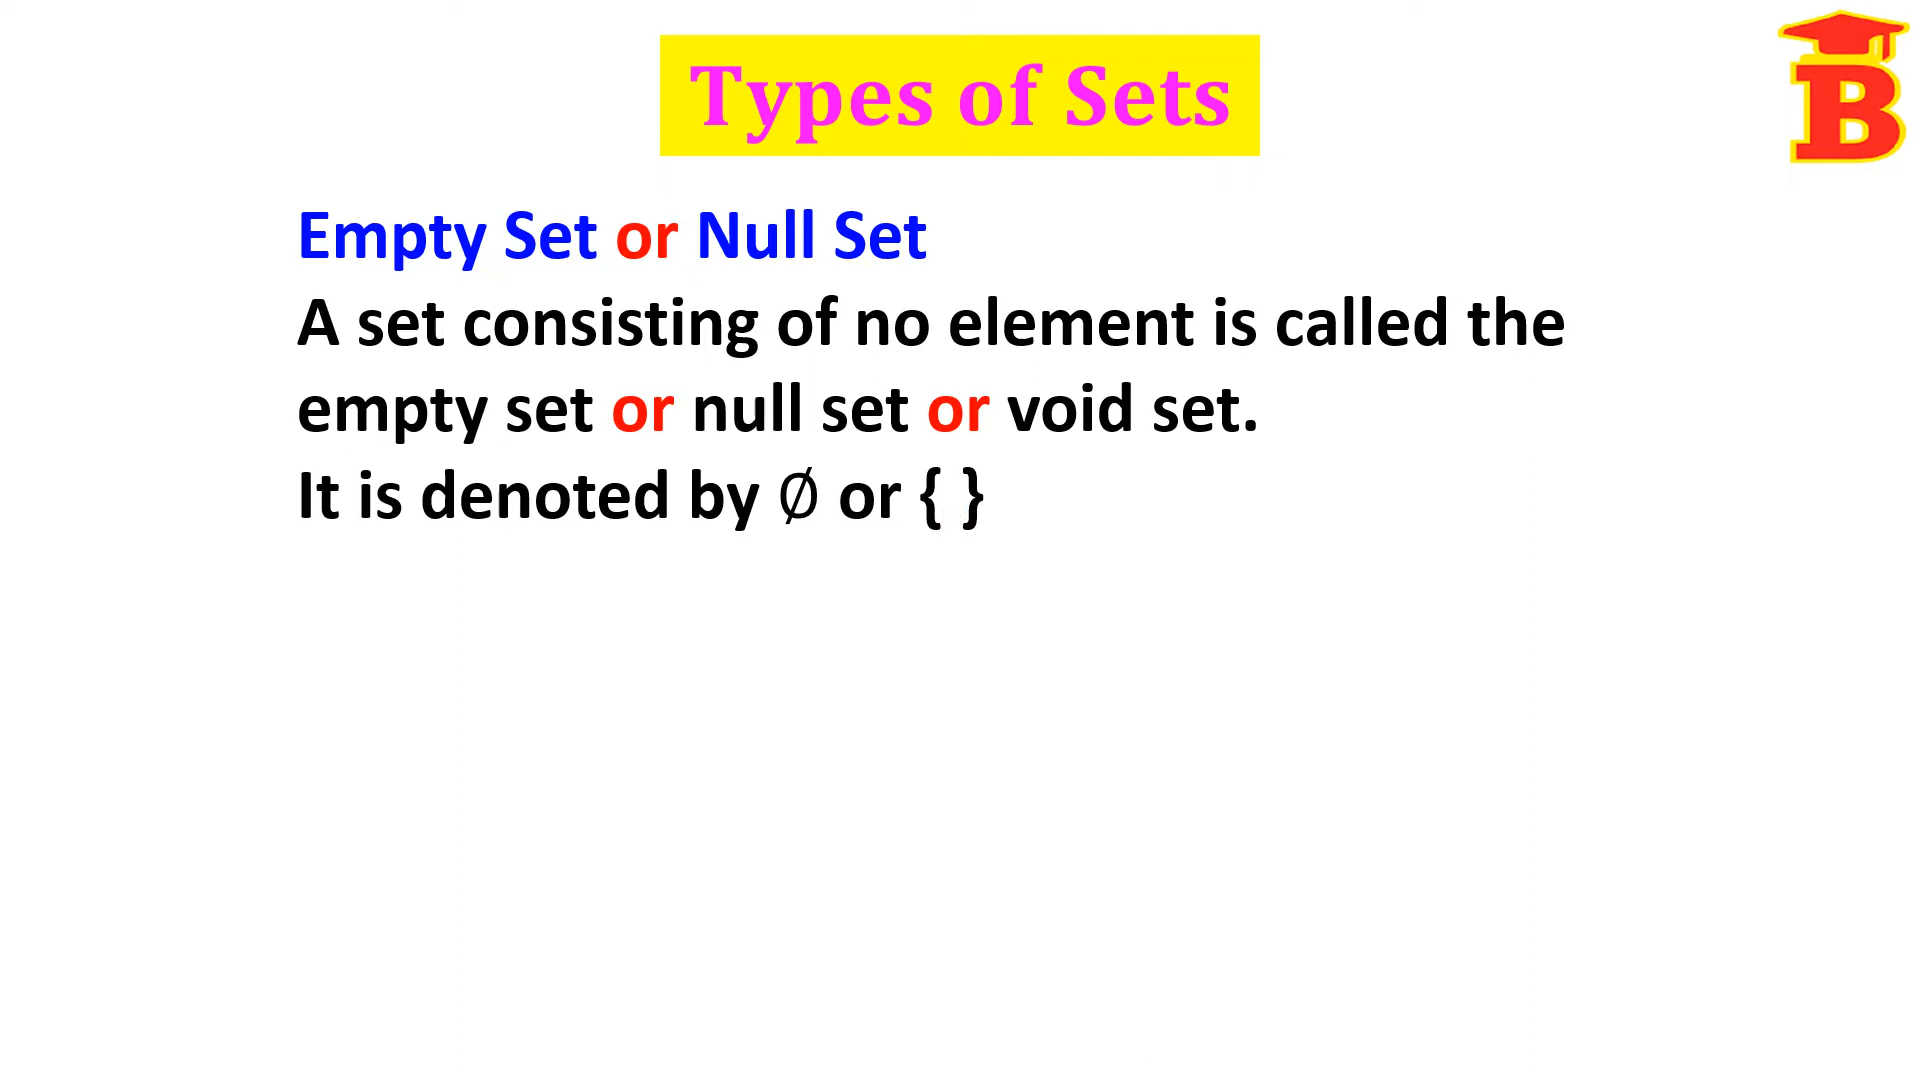 Types of Sets
B
Empty Set or Null Set
A set consisting of no element is called the
empty set or null set or void set.
It is denoted by ∅ or { }